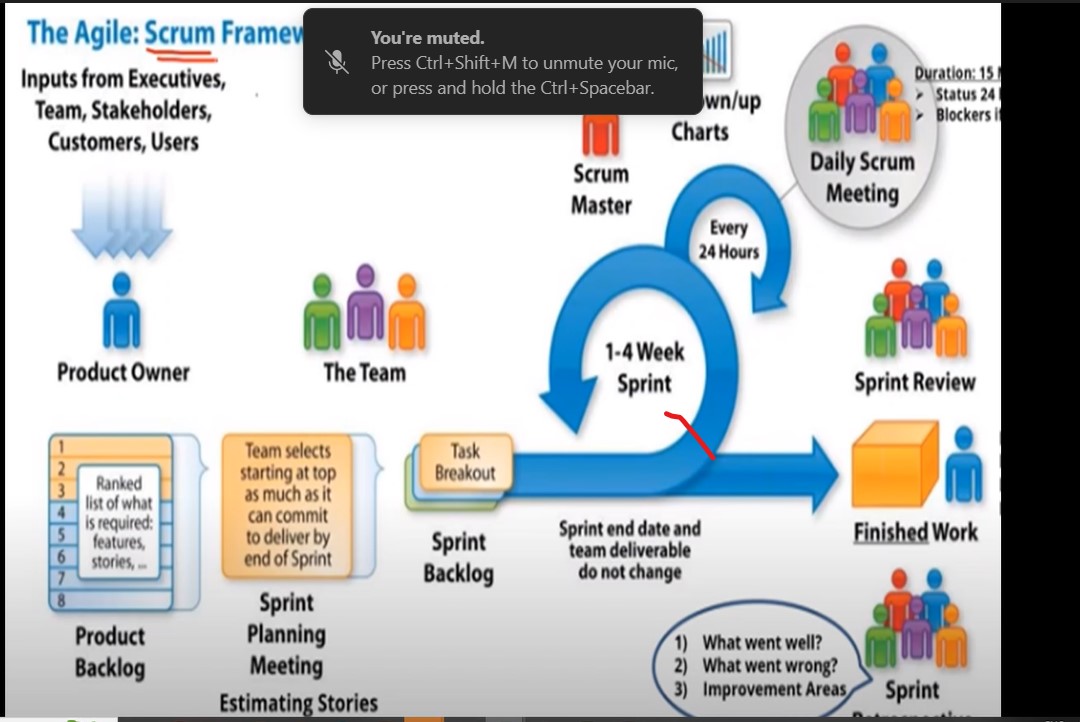 The Agile: Scrum Framew
You're muted.
Press Ctrl+Shift+M to unmute your mic,
or press and hold the Ctrl+Spacebar.
Inputs from Executives,
Team, Stakeholders,
Customers, Users
Product Owner
The Team
Scrum
Master
wn/up
Charts
Every
24 Hours
Daily Scrum
Meeting
Duration: 15
Status 24
Blockers i
1-4 Week
Sprint
Sprint Review
1
2
3
4
5
6
7
8
Ranked
list of what
is required:
features,
stories, ...
Product
Backlog
Team selects
starting at top
as much as it
can commit
to deliver by
end of Sprint
Sprint
Planning
Meeting
Estimating Stories
Task
Breakout
Sprint
Backlog
Sprint end date and
team deliverable
do not change
Finished Work
1) What went well?
2) What went wrong?
3) Improvement Areas
Sprint